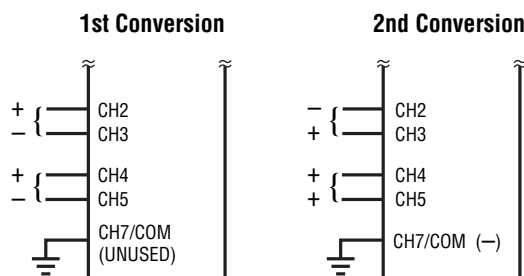 1st Conversion
2nd Conversion
+ { CH2
− CH3
+ { CH4
− CH5
CH7/COM
(UNUSED)
− { CH2
+ CH3
+ { CH4
+ CH5
CH7/COM (−)